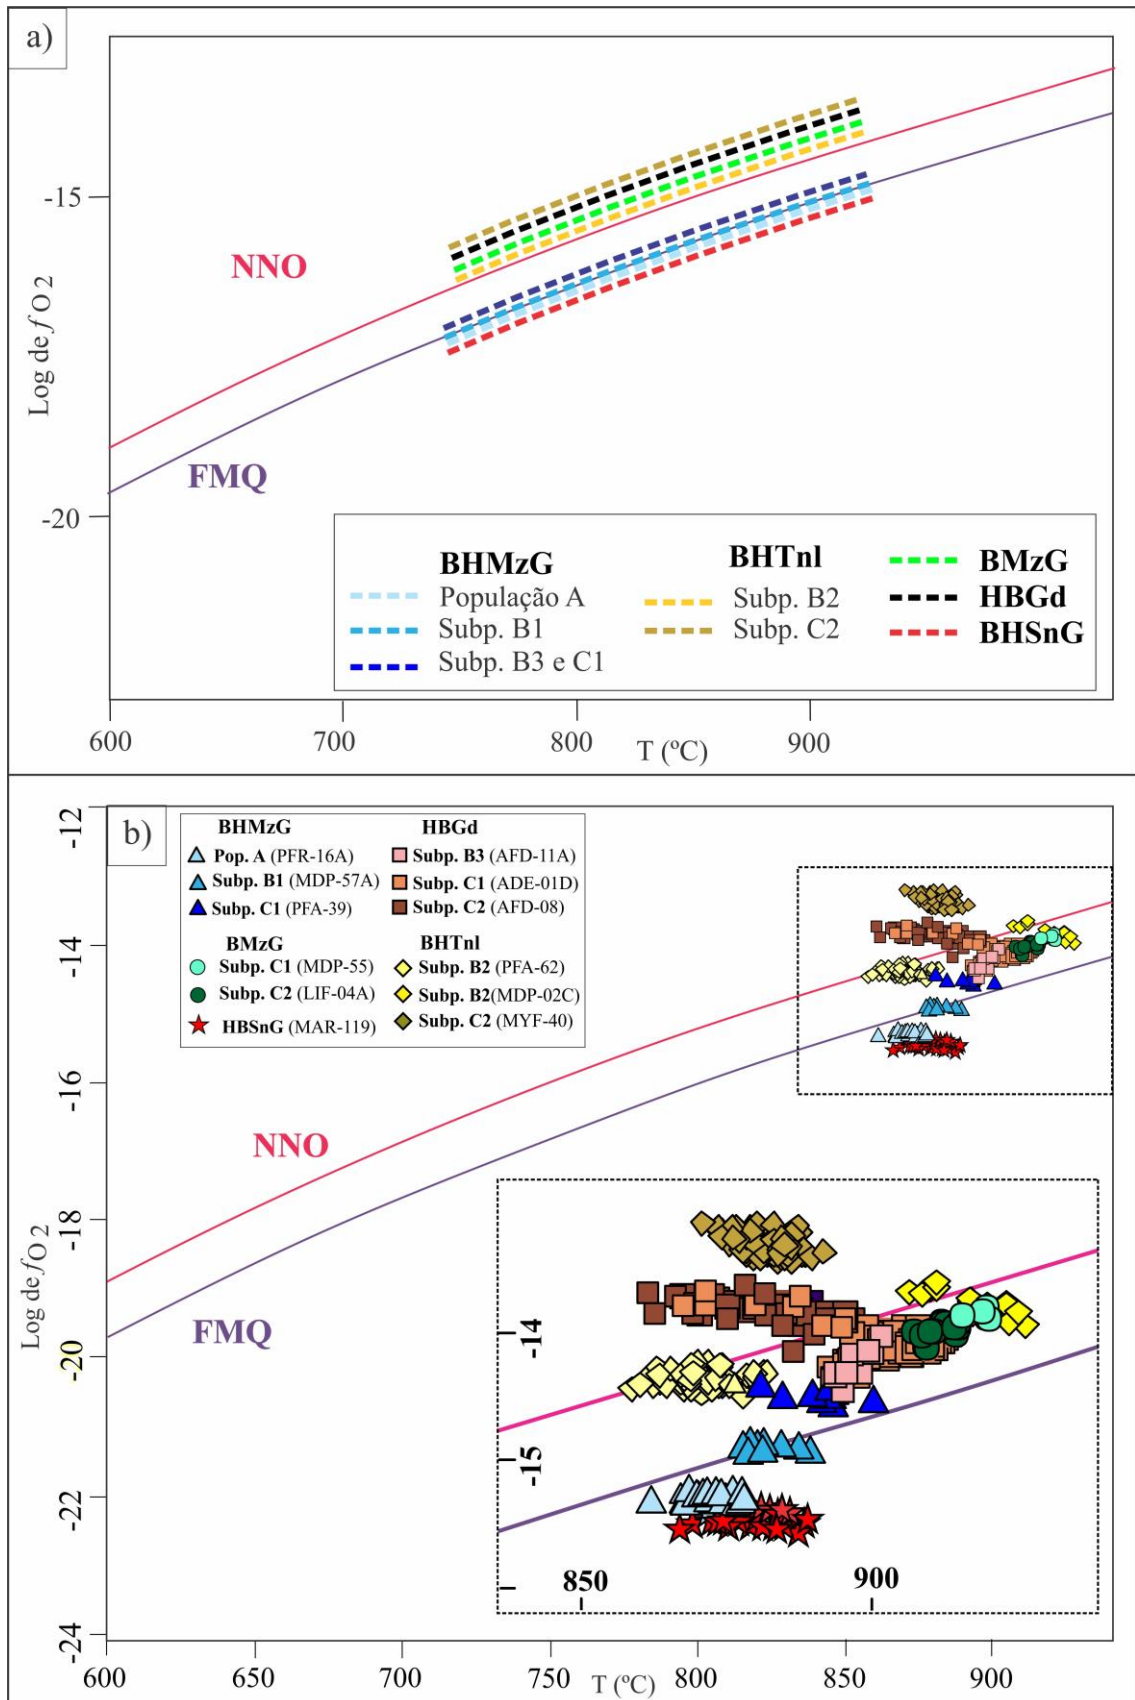 a)
-15
NNO
Log de fO2
FMQ
-20
BHMzG
População A
Subp. B1
Subp. B3 e C1
BHTnl
Subp. B2
Subp. C2
BMzG
HBGd
BHSnG
600
700
800
900
T (ºC)
b)
-12
-14
-16
-18
-20
-22
-24
BHMzG
Pop. A (PFR-16A)
Subp. B1 (MDP-57A)
Subp. C1 (PFA-39)
BMzG
Subp. C1 (MDP-55)
Subp. C2 (LIF-04A)
HBSnG (MAR-119)
HBGd
Subp. B3 (AFD-11A)
Subp. C1 (ADE-01D)
Subp. C2 (AFD-08)
BHTnl
Subp. B2 (PFA-62)
Subp. B2(MDP-02C)
Subp. C2 (MYF-40)
NNO
FMQ
Log de fO2
-14
-15
850
900
600
650
700
750
800
850
900
T (ºC)